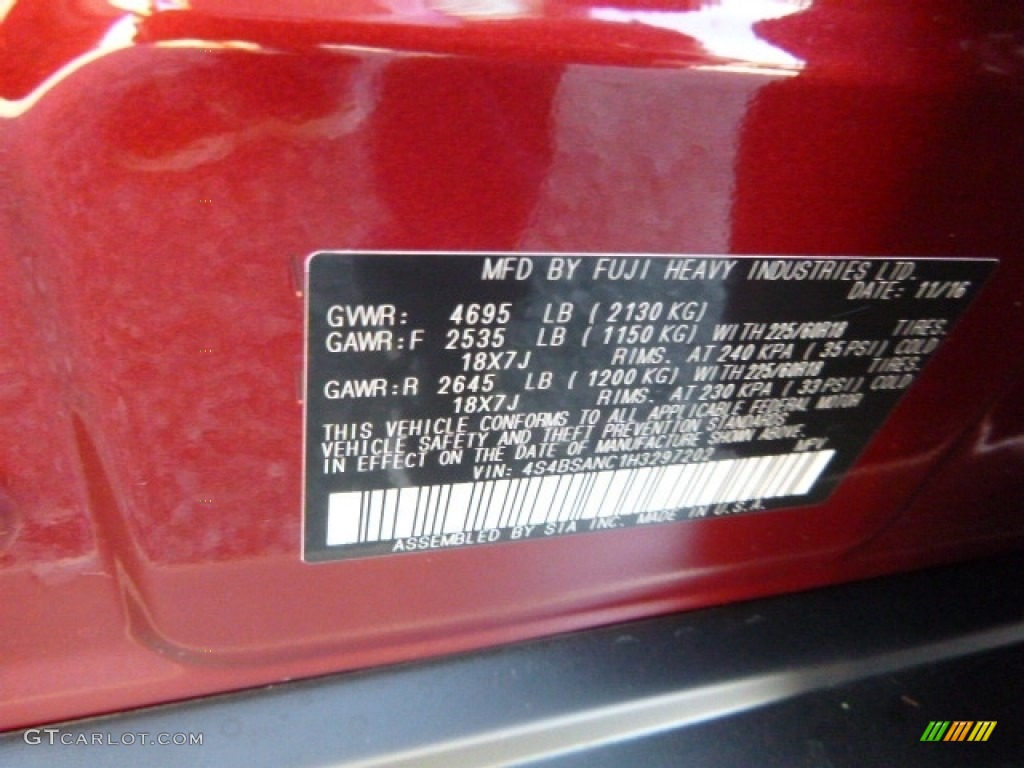 MFD BY FUJI HEAVY INDUSTRIES LTD.
DATE: 11/16
GVWR: 4695 LB ( 2130 KG)
GAWR:F 2535 LB ( 1150 KG) WITH 225/60R18 TIRES.
18X7J RIMS. AT 240 KPA ( 35 PSI) COLD
GAWR:R 2645 LB ( 1200 KG) WITH 225/60R18 TIRES.
18X7J RIMS. AT 230 KPA ( 33 PSI) COLD
THIS VEHICLE CONFORMS TO ALL APPLICABLE FEDERAL MOTOR
VEHICLE SAFETY AND THEFT PREVENTION STANDARDS
IN EFFECT ON THE DATE OF MANUFACTURE SHOWN ABOVE.
VIN: 4S4BSANC1H3297202 MPV
ASSEMBLED BY SIA INC. MADE IN U.S.A.
GTCARLOT.COM